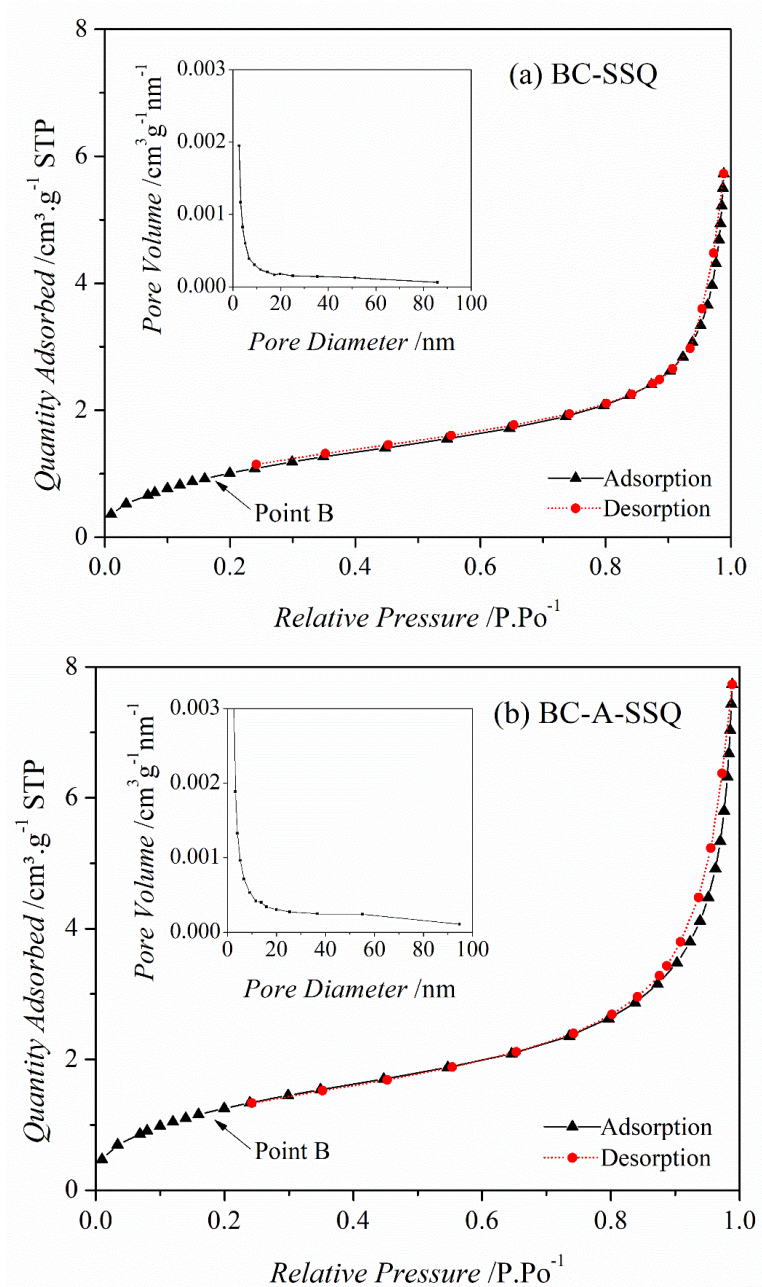 (a) BC-SSQ
Quantity Adsorbed /cm³.g⁻¹ STP
8
6
4
2
0
Pore Volume /cm³g⁻¹nm⁻¹
0.003
0.002
0.001
0.000
0 20 40 60 80 100
Pore Diameter /nm
Point B
Adsorption
Desorption
0.0 0.2 0.4 0.6 0.8 1.0
Relative Pressure /P.Po⁻¹
(b) BC-A-SSQ
Quantity Adsorbed /cm³.g⁻¹ STP
8
6
4
2
0
Pore Volume /cm³g⁻¹nm⁻¹
0.003
0.002
0.001
0.000
0 20 40 60 80 100
Pore Diameter /nm
Point B
Adsorption
Desorption
0.0 0.2 0.4 0.6 0.8 1.0
Relative Pressure /P.Po⁻¹